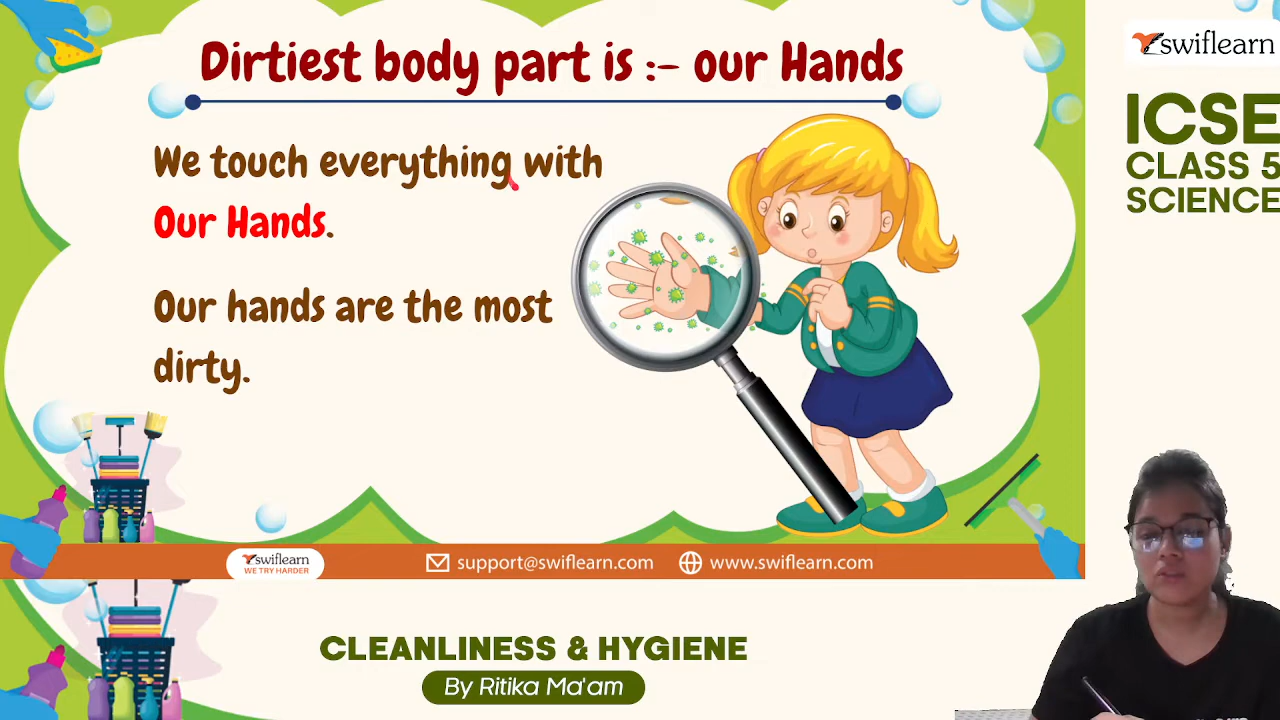 Dirtiest body part is :- our Hands
We touch everything with
Our Hands.
Our hands are the most
dirty.
swiflearn
WE TRY HARDER
support@swiflearn.com
www.swiflearn.com
swiflearn
ICSE
CLASS 5
SCIENCE
CLEANLINESS & HYGIENE
By Ritika Ma'am